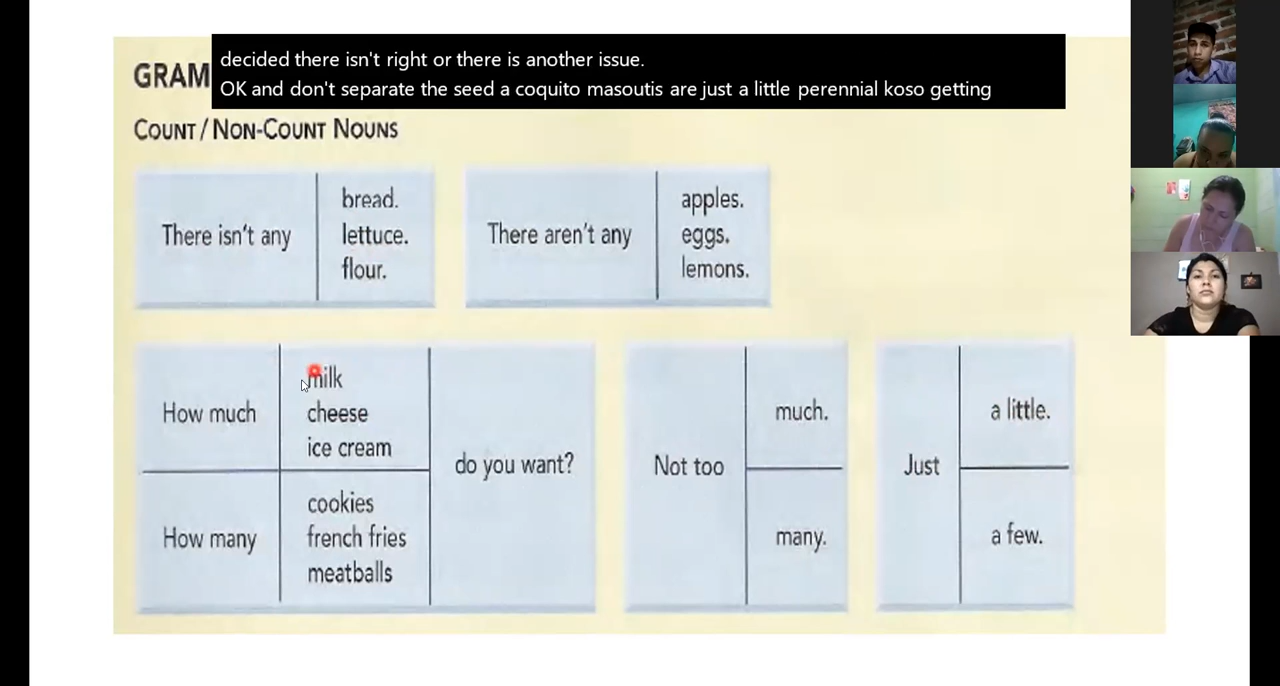 decided there isn't right or there is another issue.
OK and don't separate the seed a coquito masoutis are just a little perennial koso getting
GRAM
COUNT / NON-COUNT NOUNS
There isn't any
bread.
lettuce.
flour.
There aren't any
apples.
eggs.
lemons.
How much
milk
cheese
ice cream
How many
cookies
french fries
meatballs
do you want?
Not too
much.
many.
Just
a little.
a few.